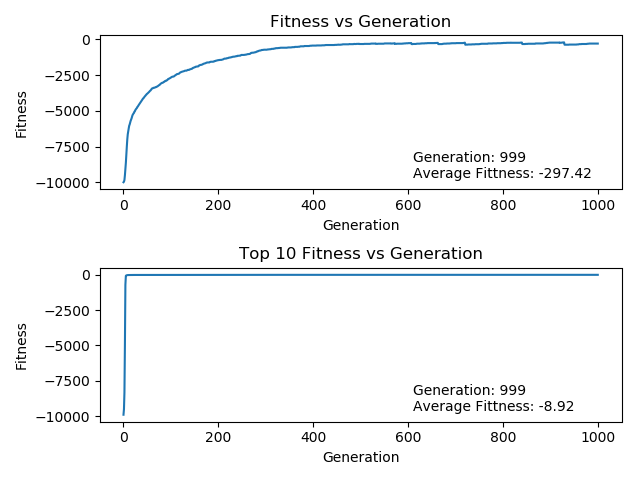 Fitness vs Generation
0
−2500
−5000
−7500
−10000
Fitness
Generation: 999
Average Fittness: -297.42
0 200 400 600 800 1000
Generation
Top 10 Fitness vs Generation
0
−2500
−5000
−7500
−10000
Fitness
Generation: 999
Average Fittness: -8.92
0 200 400 600 800 1000
Generation